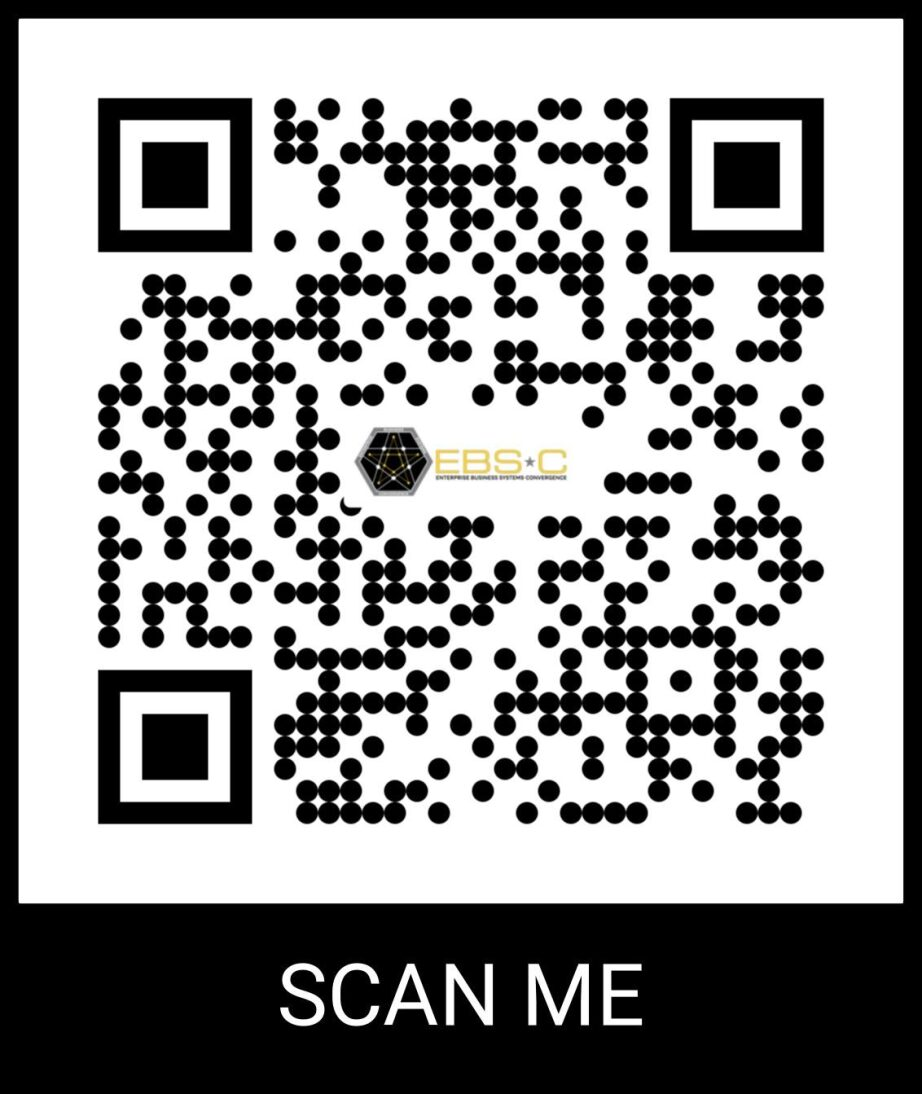 EBS★C
ENTERPRISE BUSINESS SYSTEMS CONVERGENCE
SCAN ME